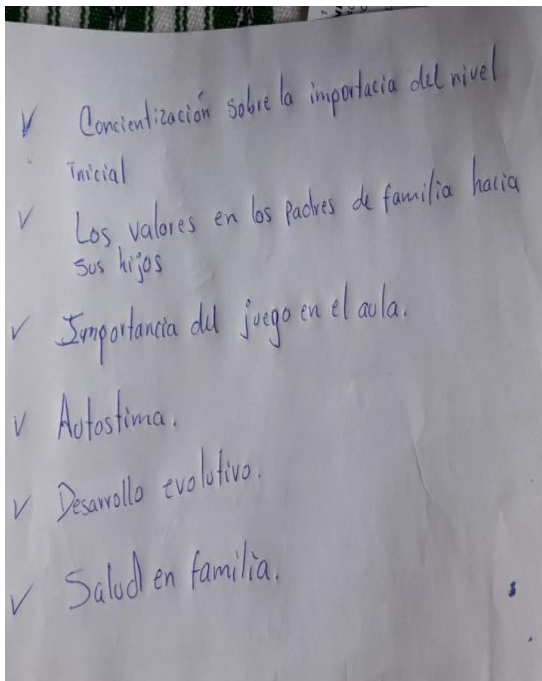 ✓ Concientización sobre la importacia del nivel
inicial
✓ Los valores en los padres de familia hacia
sus hijos
✓ Importancia del juego en el aula.
✓ Autostima.
✓ Desarrollo evolutivo.
✓ Salud en familia.